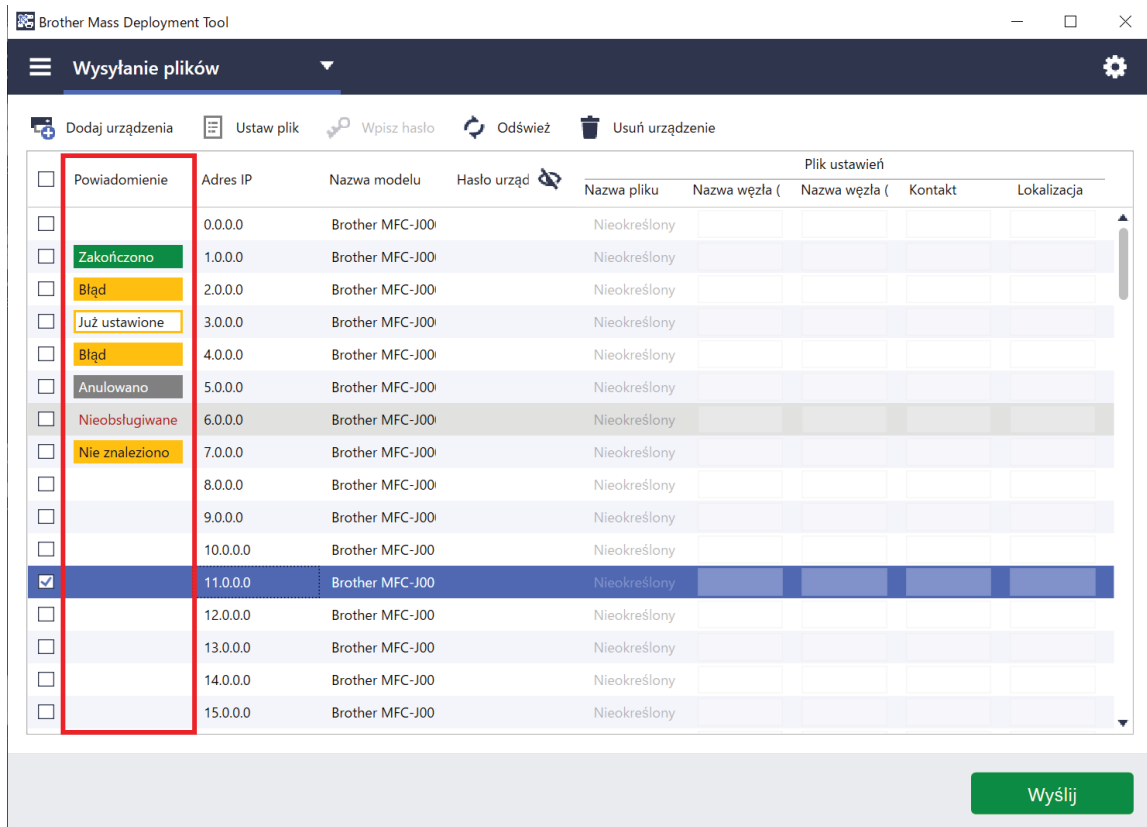 Brother Mass Deployment Tool
Wysyłanie plików
Dodaj urządzenia Ustaw plik Wpisz hasło Odśwież Usuń urządzenie
Plik ustawień
Powiadomienie Adres IP Nazwa modelu Hasło urząd Nazwa pliku Nazwa węzła ( Nazwa węzła ( Kontakt Lokalizacja
0.0.0.0 Brother MFC-J00 Nieokreślony
Zakończono 1.0.0.0 Brother MFC-J00 Nieokreślony
Błąd 2.0.0.0 Brother MFC-J00 Nieokreślony
Już ustawione 3.0.0.0 Brother MFC-J00 Nieokreślony
Błąd 4.0.0.0 Brother MFC-J00 Nieokreślony
Anulowano 5.0.0.0 Brother MFC-J00 Nieokreślony
Nieobsługiwane 6.0.0.0 Brother MFC-J00 Nieokreślony
Nie znaleziono 7.0.0.0 Brother MFC-J00 Nieokreślony
8.0.0.0 Brother MFC-J00 Nieokreślony
9.0.0.0 Brother MFC-J00 Nieokreślony
10.0.0.0 Brother MFC-J00 Nieokreślony
11.0.0.0 Brother MFC-J00 Nieokreślony
12.0.0.0 Brother MFC-J00 Nieokreślony
13.0.0.0 Brother MFC-J00 Nieokreślony
14.0.0.0 Brother MFC-J00 Nieokreślony
15.0.0.0 Brother MFC-J00 Nieokreślony
Wyślij